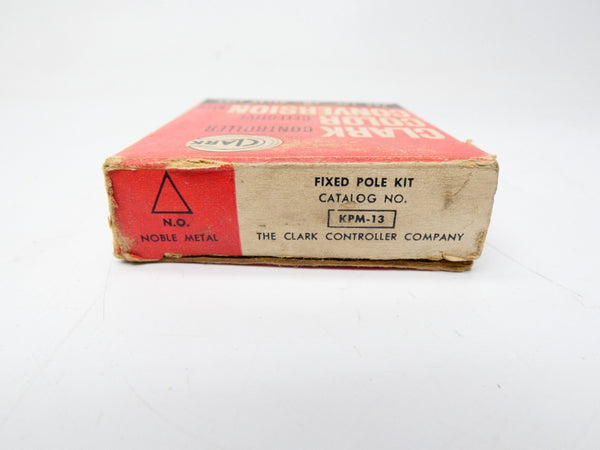 CLARK
CONTROLLER
CLARK
COLOR
CONVERSION
N.O.
NOBLE METAL
FIXED POLE KIT
CATALOG NO.
KPM-13
THE CLARK CONTROLLER COMPANY